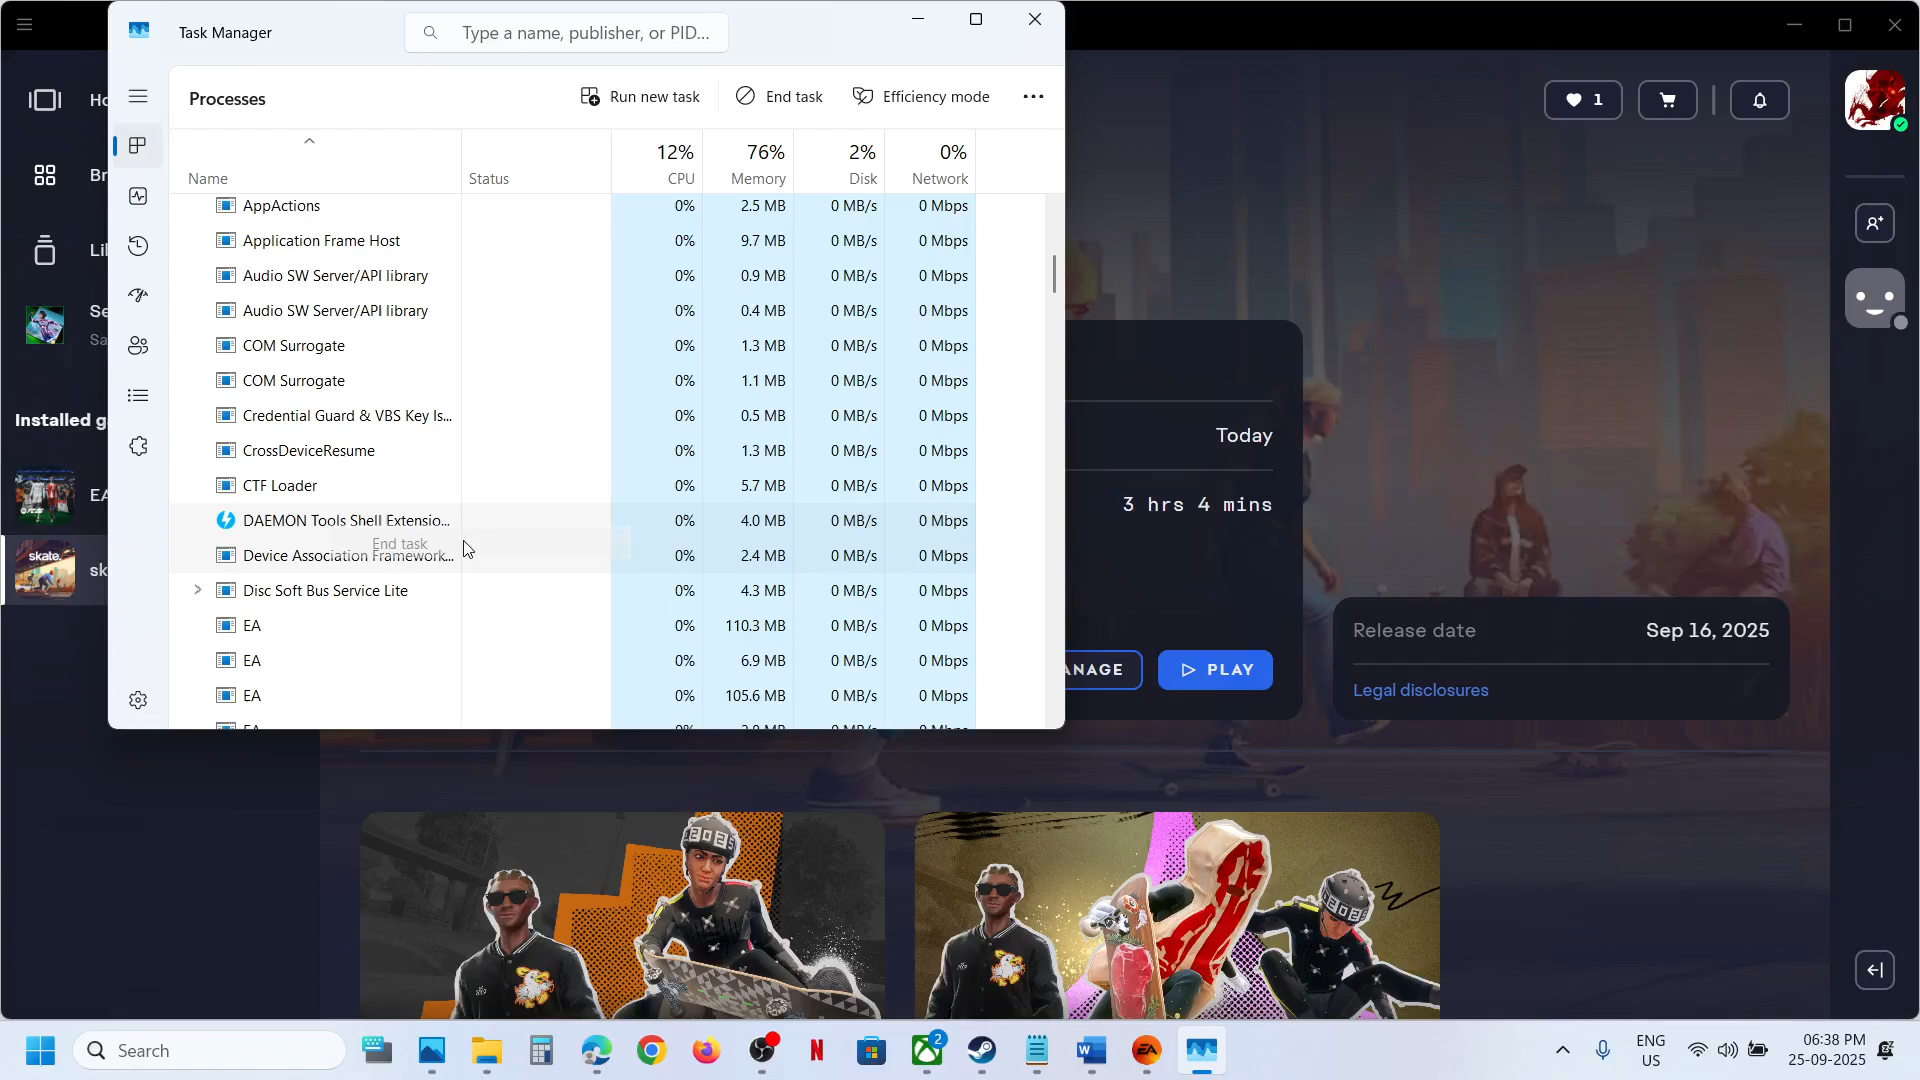 Task Manager
Type a name, publisher, or PID...
Processes
Run new task
End task
Efficiency mode
Name
Status
12%
CPU
76%
Memory
2%
Disk
0%
Network
AppActions 0% 2.5 MB 0 MB/s 0 Mbps
Application Frame Host 0% 9.7 MB 0 MB/s 0 Mbps
Audio SW Server/API library 0% 0.9 MB 0 MB/s 0 Mbps
Audio SW Server/API library 0% 0.4 MB 0 MB/s 0 Mbps
COM Surrogate 0% 1.3 MB 0 MB/s 0 Mbps
COM Surrogate 0% 1.1 MB 0 MB/s 0 Mbps
Credential Guard & VBS Key Is... 0% 0.5 MB 0 MB/s 0 Mbps
CrossDeviceResume 0% 1.3 MB 0 MB/s 0 Mbps
CTF Loader 0% 5.7 MB 0 MB/s 0 Mbps
DAEMON Tools Shell Extensio... 0% 4.0 MB 0 MB/s 0 Mbps
End task
Device Association Framework... 0% 2.4 MB 0 MB/s 0 Mbps
Disc Soft Bus Service Lite 0% 4.3 MB 0 MB/s 0 Mbps
EA 0% 110.3 MB 0 MB/s 0 Mbps
EA 0% 6.9 MB 0 MB/s 0 Mbps
EA 0% 105.6 MB 0 MB/s 0 Mbps
Ho
Br
Lil
Se
Sa
Installed g
EA
skate.
sk
1
Today
3 hrs 4 mins
ANAGE
PLAY
Release date Sep 16, 2025
Legal disclosures
2025
2025
Search
2
ENG
US
06:38 PM
25-09-2025